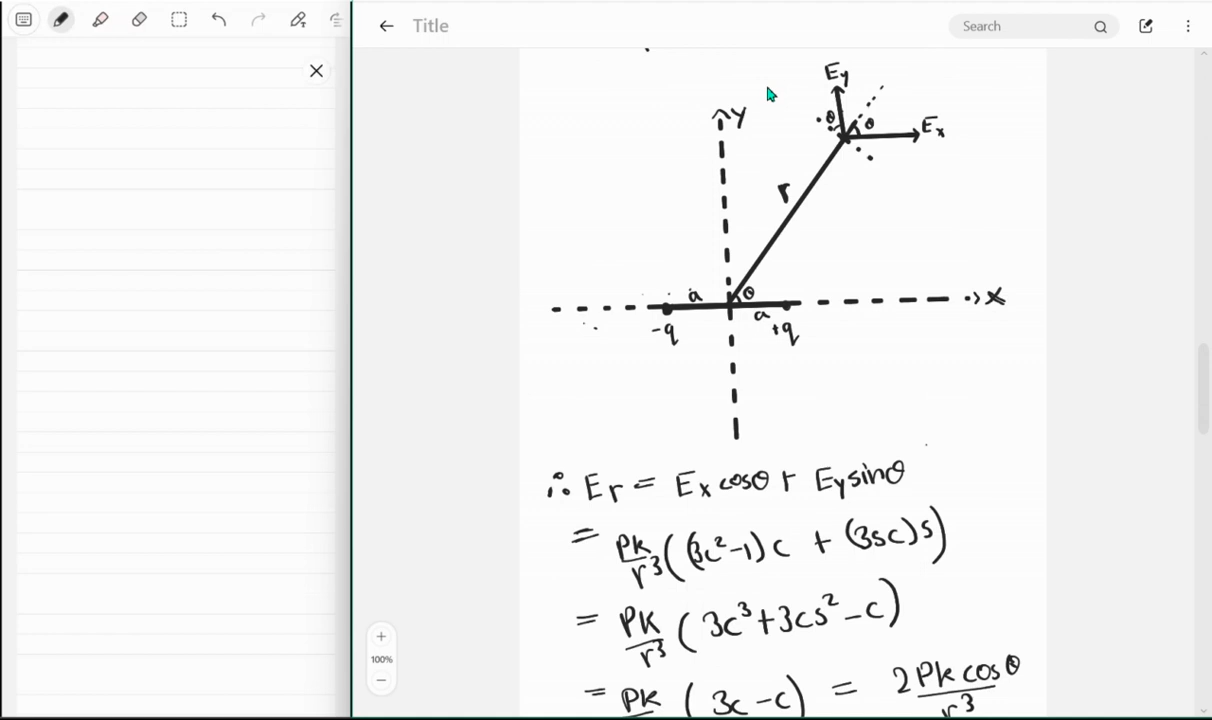 Title
Search
Ey
θ
θ
Ex
Y
r
a
θ
a
X
-q
+q
∴ Er = Ex cosθ + Ey sinθ
= Pk/r³ ((3c²-1)c + (3sc)s)
= Pk/r³ (3c³+3cs²-c)
100%
= Pk (3c-c) = 2Pk cosθ/r³